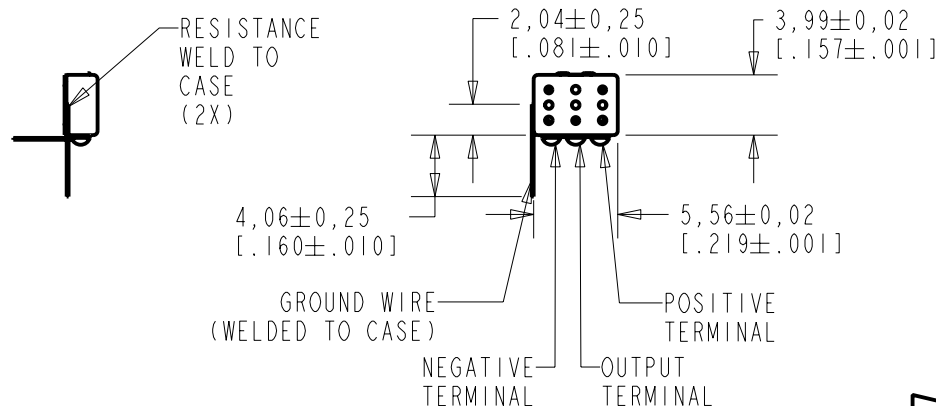 RESISTANCE
WELD TO
CASE
(2X)
2,04±0,25
[.081±.010]
3,99±0,02
[.157±.001]
4,06±0,25
[.160±.010]
5,56±0,02
[.219±.001]
GROUND WIRE
(WELDED TO CASE)
POSITIVE
TERMINAL
NEGATIVE
TERMINAL
OUTPUT
TERMINAL